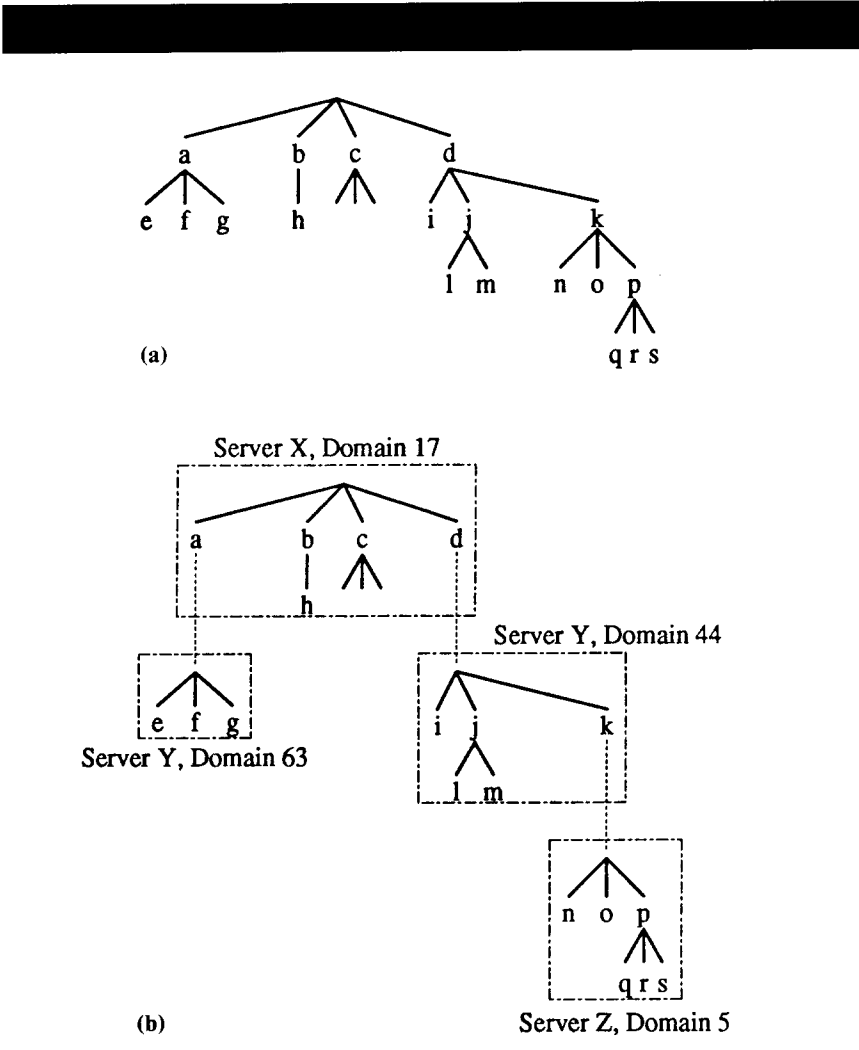 a b c d
e f g h i j k
l m n o p
(a) q r s
Server X, Domain 17
a b c d
h
Server Y, Domain 44
e f g i j k
Server Y, Domain 63
l m
n o p
q r s
(b) Server Z, Domain 5